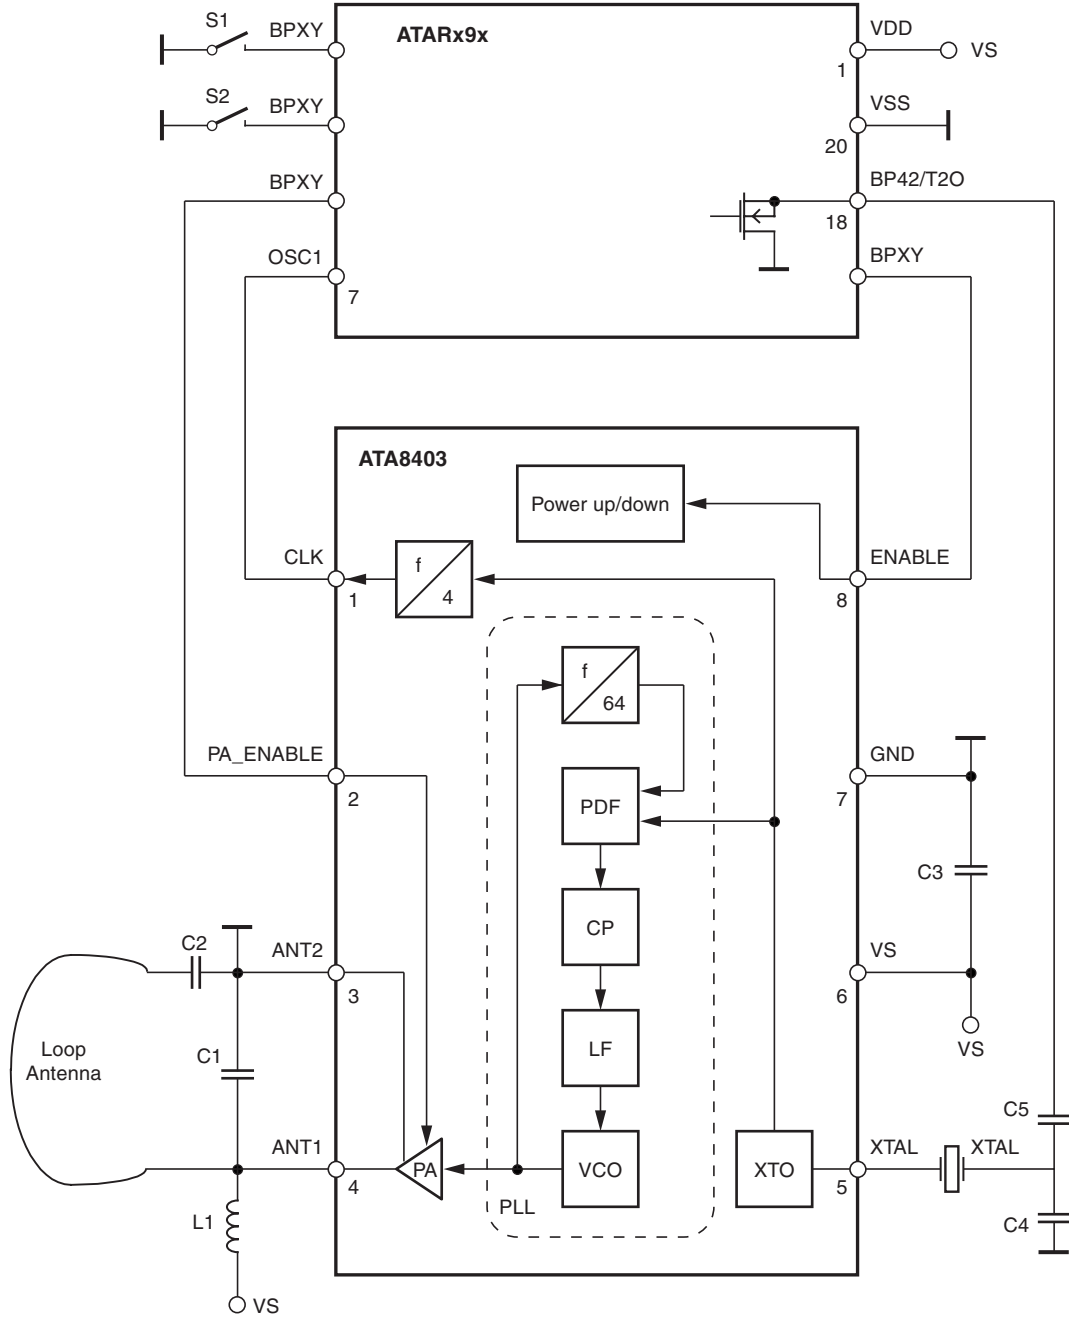 S1
BPXY
ATARx9x
VDD
VS
1
S2
BPXY
VSS
20
BPXY
BP42/T2O
18
OSC1
7
BPXY
ATA8403
Power up/down
CLK
1
f
4
ENABLE
8
f
64
PA_ENABLE
2
PDF
GND
7
C3
CP
C2
ANT2
3
VS
6
VS
Loop
Antenna
C1
LF
C5
ANT1
4
PA
VCO
XTO
XTAL
5
XTAL
PLL
L1
C4
VS